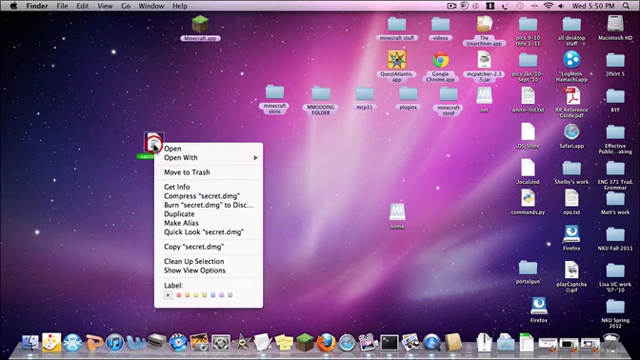 Finder File Edit View Go Window Help
Wed 5:50 PM
Minecraft.app
minecraft stuff
videos
The Unarchiver.app
pics 9-10 thru 3-11
all desktop stuff
Macintosh HD
QuestAtlantis.app
Google Chrome.app
mcpatcher-2.3.5.jar
pics Jan'10-Sept'10
LogMeIn Hamachi.app
minecraft skins
MMODDING FOLDER
mcp31
plugins
minecraft stoof
white-list.txt
XR Reference Guide.pdf
BYF
DS_Store
Safari.app
Effective Public...
Jocalized
Shelby's work
ENG 371 Trad. Grammar
commands.py
ops.txt
Matt's work
home
Firefox
NKU Fall 2011
portalgun
playCaptcha.gif
Lisa UC work '07-'10
Firefox
NKU Spring 2012
Open
Open With
Move to Trash
Get Info
Compress "secret.dmg"
Burn "secret.dmg" to Disc...
Duplicate
Make Alias
Quick Look "secret.dmg"
Copy "secret.dmg"
Clean Up Selection
Show View Options
Label: